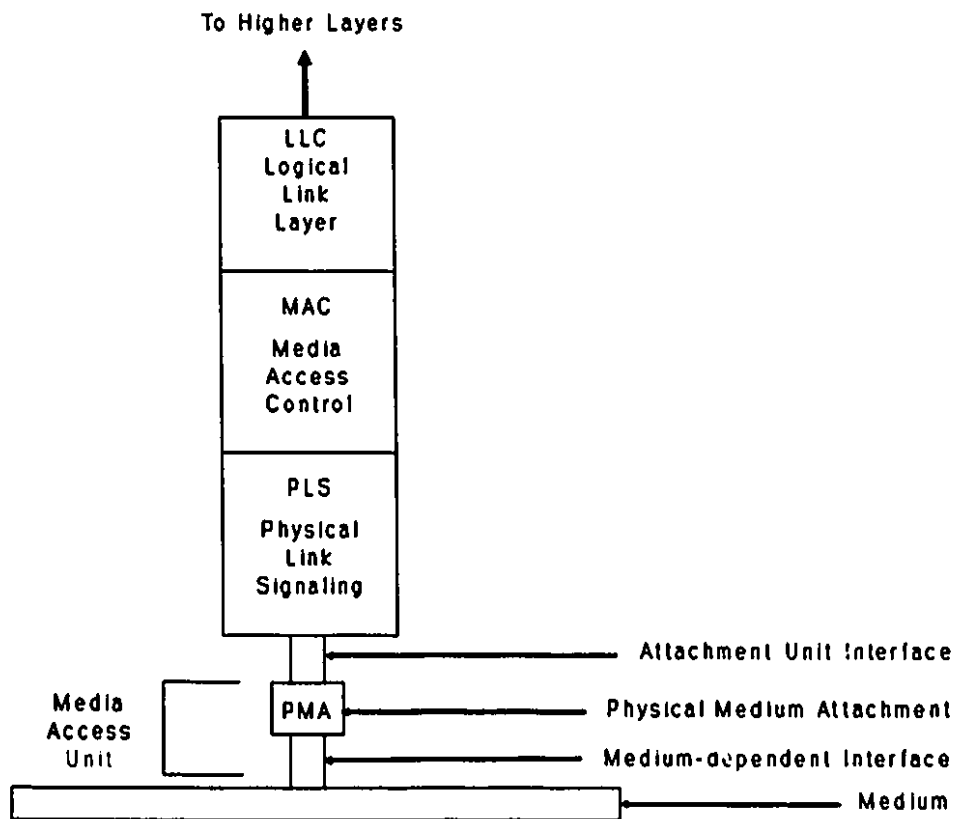 To Higher Layers
LLC
Logical
Link
Layer
MAC
Media
Access
Control
PLS
Physical
Link
Signaling
Attachment Unit Interface
PMA
Physical Medium Attachment
Media
Access
Unit
Medium-dependent Interface
Medium